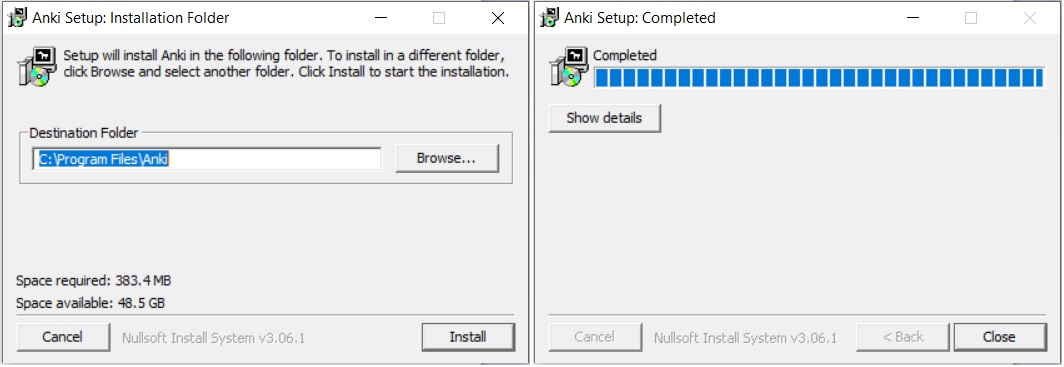 Anki Setup: Installation Folder
Setup will install Anki in the following folder. To install in a different folder,
click Browse and select another folder. Click Install to start the installation.
Destination Folder
C:\Program Files\Anki
Browse...
Space required: 383.4 MB
Space available: 48.5 GB
Cancel
Nullsoft Install System v3.06.1
Install
Anki Setup: Completed
Completed
Show details
Cancel
Nullsoft Install System v3.06.1
< Back
Close